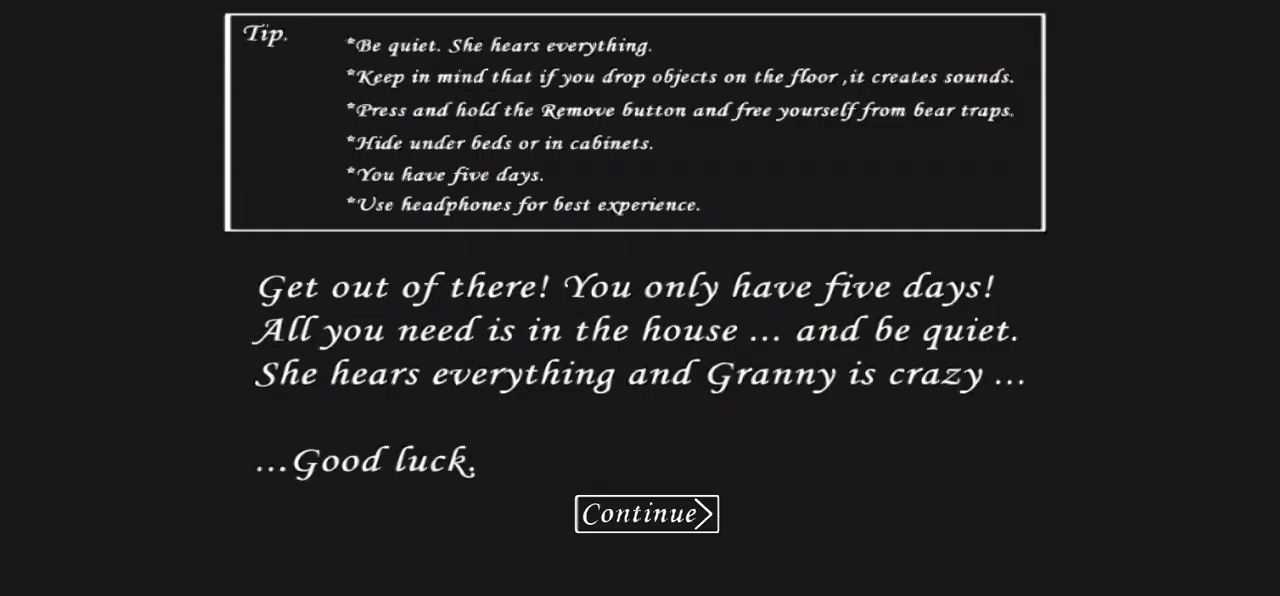 Tip.
*Be quiet. She hears everything.
*Keep in mind that if you drop objects on the floor ,it creates sounds.
*Press and hold the Remove button and free yourself from bear traps.
*Hide under beds or in cabinets.
*You have five days.
*Use headphones for best experience.
Get out of there! You only have five days!
All you need is in the house ... and be quiet.
She hears everything and Granny is crazy ...
...Good luck.
Continue>